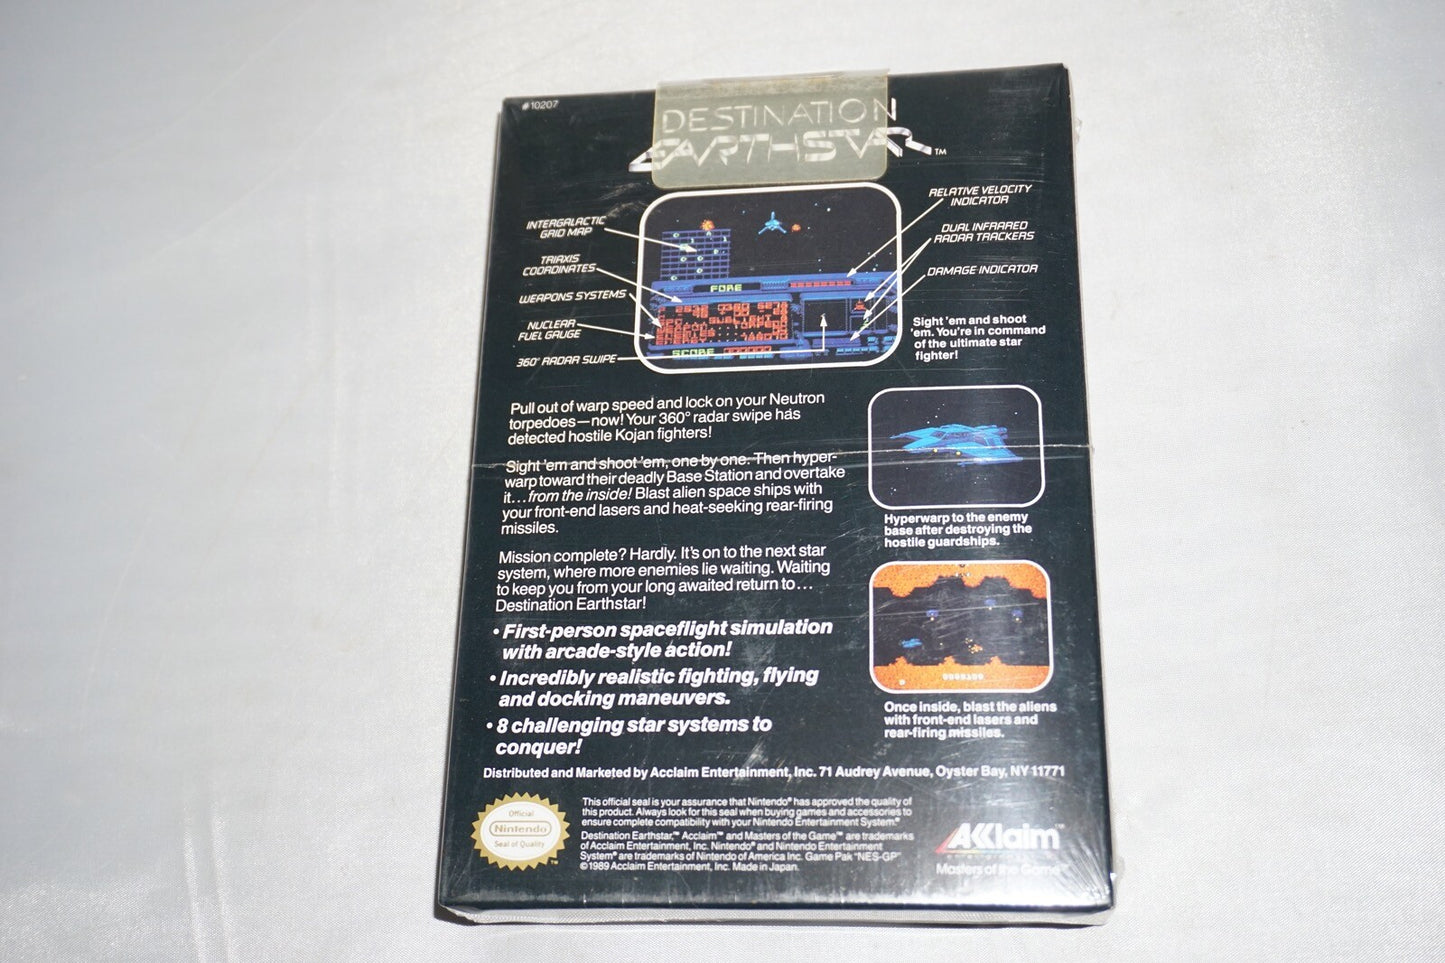 #10207
DESTINATION
EARTHSTAR™
INTERGALACTIC
GRID MAP
TRIAXIS
COORDINATES
WEAPONS SYSTEMS
NUCLEAR
FUEL GAUGE
360° RADAR SWIPE
RELATIVE VELOCITY
INDICATOR
DUAL INFRARED
RADAR TRACKERS
DAMAGE INDICATOR
FORE
SCORE
Sight 'em and shoot
'em. You're in command
of the ultimate star
fighter!
Pull out of warp speed and lock on your Neutron
torpedoes—now! Your 360° radar swipe has
detected hostile Kojan fighters!
Sight 'em and shoot 'em, one by one. Then hyper-
warp toward their deadly Base Station and overtake
it...from the inside! Blast alien space ships with
your front-end lasers and heat-seeking rear-firing
missiles.
Mission complete? Hardly. It's on to the next star
system, where more enemies lie waiting. Waiting
to keep you from your long awaited return to...
Destination Earthstar!
• First-person spaceflight simulation
with arcade-style action!
• Incredibly realistic fighting, flying
and docking maneuvers.
• 8 challenging star systems to
conquer!
Hyperwarp to the enemy
base after destroying the
hostile guardships.
Once inside, blast the aliens
with front-end lasers and
rear-firing missiles.
Distributed and Marketed by Acclaim Entertainment, Inc. 71 Audrey Avenue, Oyster Bay, NY 11771
Official
Nintendo®
Seal of Quality
™
This official seal is your assurance that Nintendo® has approved the quality of
this product. Always look for this seal when buying games and accessories to
ensure complete compatibility with your Nintendo Entertainment System®
Destination Earthstar,™ Acclaim™ and Masters of the Game™ are trademarks
of Acclaim Entertainment, Inc. Nintendo® and Nintendo Entertainment
System® are trademarks of Nintendo of America Inc. Game Pak "NES-GP"
©1989 Acclaim Entertainment, Inc. Made in Japan.
AKKlaim™
Masters of the Game™